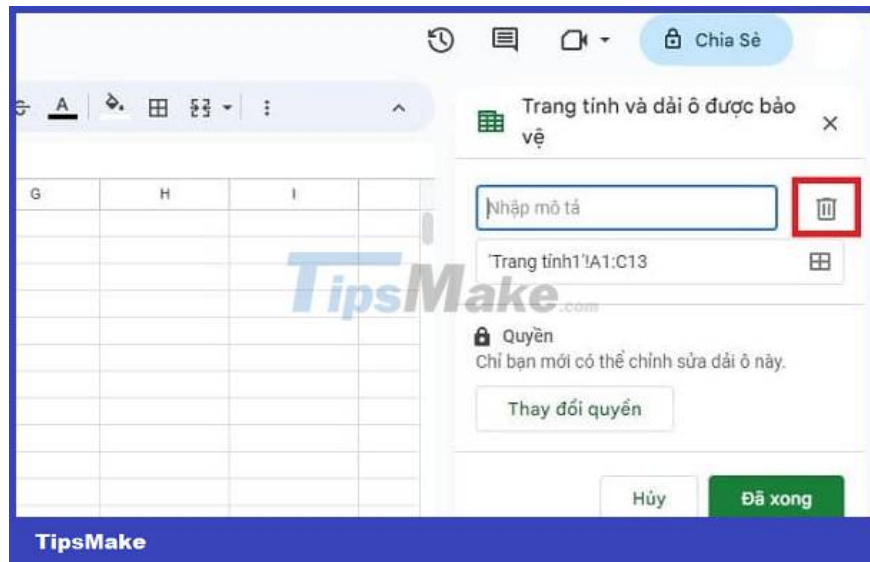 Chia Sẻ
A
Trang tính và dải ô được bảo
vệ
G H I
Nhập mô tả
'Trang tính1'!A1:C13
TipsMake.com
Quyền
Chỉ bạn mới có thể chỉnh sửa dải ô này.
Thay đổi quyền
Hủy Đã xong
TipsMake